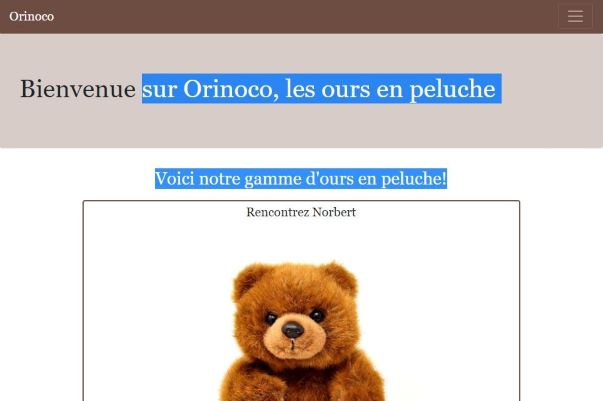 Orinoco
Bienvenue sur Orinoco, les ours en peluche
Voici notre gamme d'ours en peluche!
Rencontrez Norbert